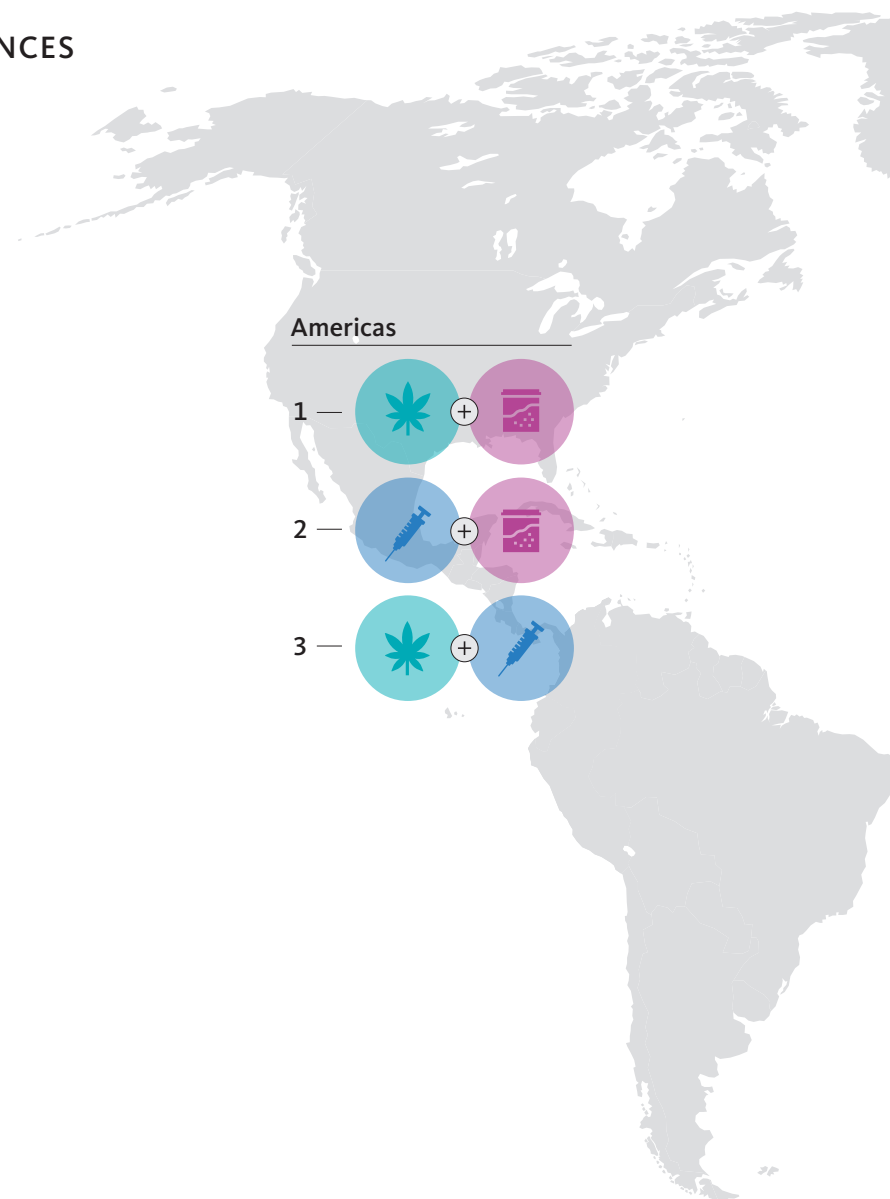 NCES
Americas
1 — +
2 — +
3 — +